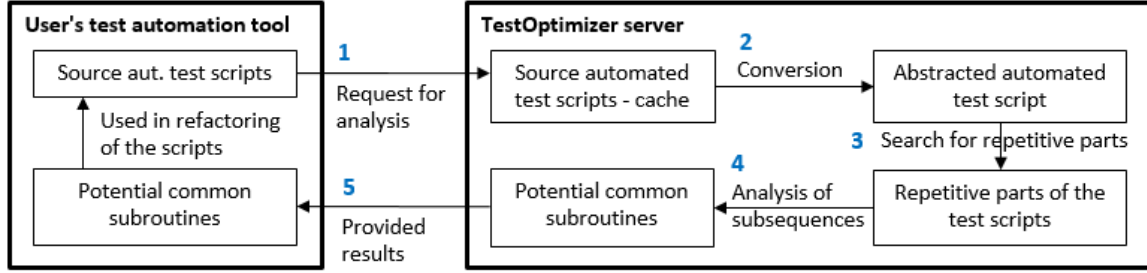 User's test automation tool
TestOptimizer server
Source aut. test scripts
1
Request for
analysis
Source automated
test scripts - cache
2
Conversion
Abstracted automated
test script
Used in refactoring
of the scripts
3 Search for repetitive parts
Potential common
subroutines
5
Provided
results
Potential common
subroutines
4
Analysis of
subsequences
Repetitive parts of the
test scripts